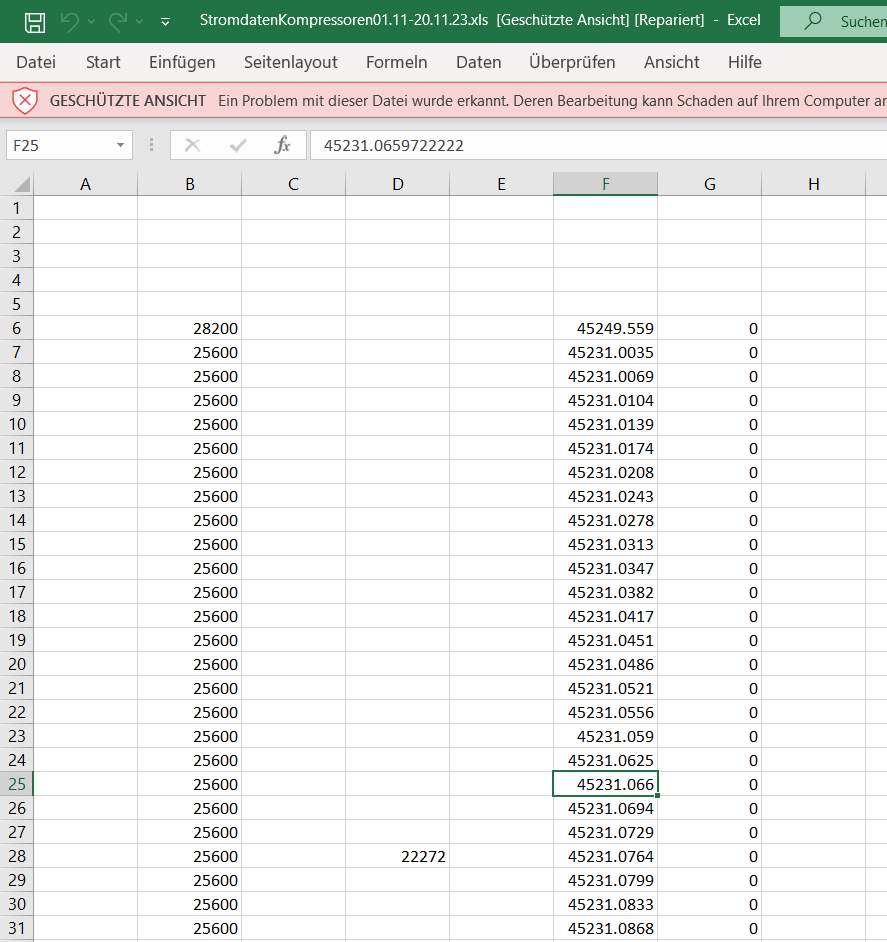 StromdatenKompressoren01.11-20.11.23.xls [Geschützte Ansicht] [Repariert] - Excel
Suchen
Datei Start Einfügen Seitenlayout Formeln Daten Überprüfen Ansicht Hilfe
GESCHÜTZTE ANSICHT Ein Problem mit dieser Datei wurde erkannt. Deren Bearbeitung kann Schaden auf Ihrem Computer an
F25 fx 45231.0659722222
A B C D E F G H
1
2
3
4
5
6 28200 45249.559 0
7 25600 45231.0035 0
8 25600 45231.0069 0
9 25600 45231.0104 0
10 25600 45231.0139 0
11 25600 45231.0174 0
12 25600 45231.0208 0
13 25600 45231.0243 0
14 25600 45231.0278 0
15 25600 45231.0313 0
16 25600 45231.0347 0
17 25600 45231.0382 0
18 25600 45231.0417 0
19 25600 45231.0451 0
20 25600 45231.0486 0
21 25600 45231.0521 0
22 25600 45231.0556 0
23 25600 45231.059 0
24 25600 45231.0625 0
25 25600 45231.066 0
26 25600 45231.0694 0
27 25600 45231.0729 0
28 25600 22272 45231.0764 0
29 25600 45231.0799 0
30 25600 45231.0833 0
31 25600 45231.0868 0